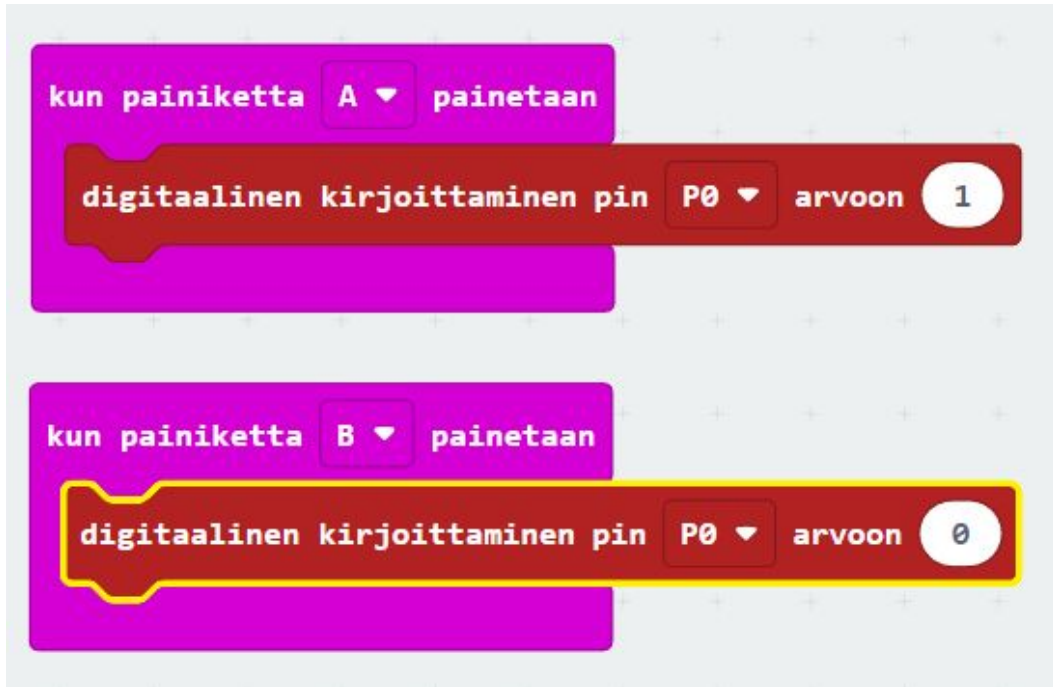 kun painiketta A painetaan
digitaalinen kirjoittaminen pin P0 arvoon 1
kun painiketta B painetaan
digitaalinen kirjoittaminen pin P0 arvoon 0